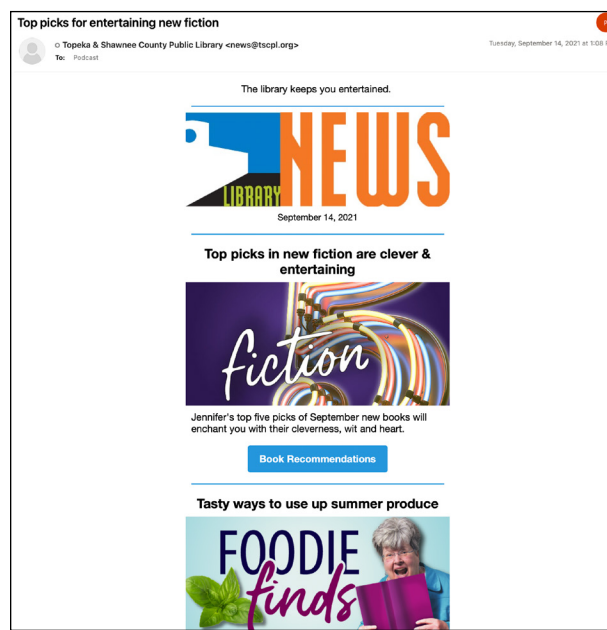 Top picks for entertaining new fiction
Topeka & Shawnee County Public Library <news@tscpl.org>
Tuesday, September 14, 2021 at 1:08
To: Podcast
The library keeps you entertained.
LIBRARY NEWS
September 14, 2021
Top picks in new fiction are clever &
entertaining
5
fiction
Jennifer's top five picks of September new books will
enchant you with their cleverness, wit and heart.
Book Recommendations
Tasty ways to use up summer produce
FOODIE
finds